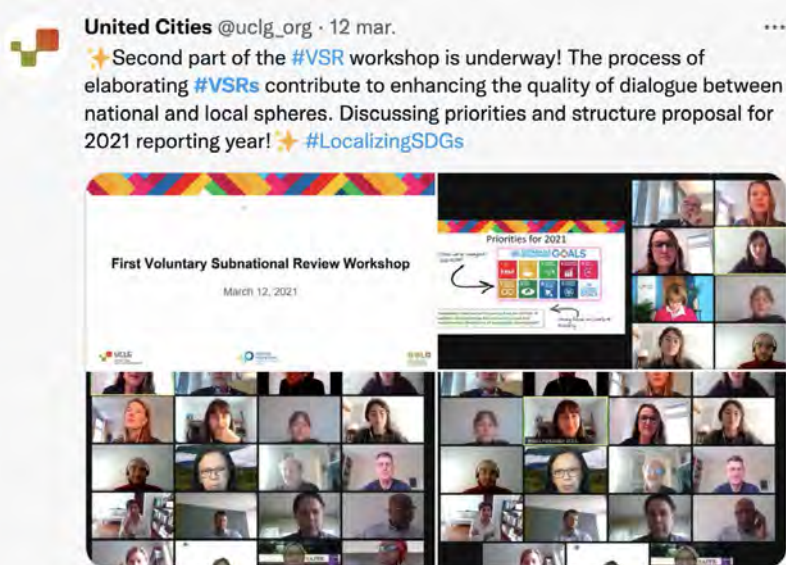 United Cities @uclg_org · 12 mar.
✨Second part of the #VSR workshop is underway! The process of
elaborating #VSRs contribute to enhancing the quality of dialogue between
national and local spheres. Discussing priorities and structure proposal for
2021 reporting year!✨ #LocalizingSDGs
First Voluntary Subnational Review Workshop
March 12, 2021
UCLG
Priorities for 2021
GOALS